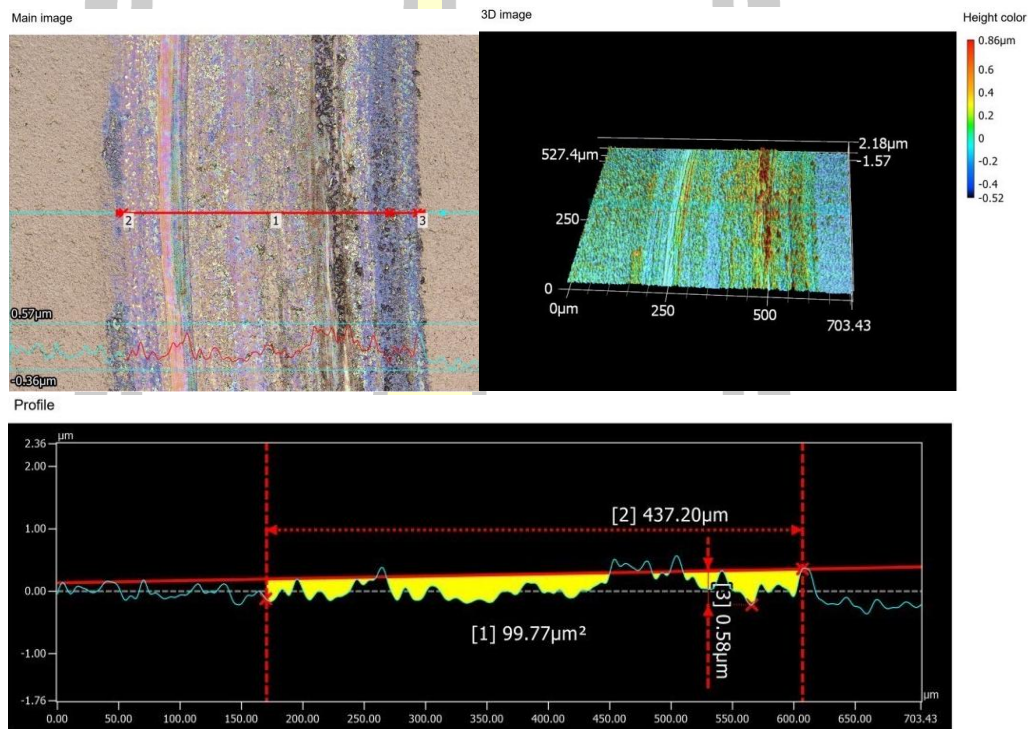 Main image
3D image
Height color
0.86µm
0.6
0.4
0.2
0
-0.2
-0.4
-0.52
2
1
3
0.57µm
-0.36µm
527.4µm
250
0
0µm
250
500
703.43
2.18µm
-1.57
Profile
µm
2.36
2.00
1.00
0.00
-1.00
-1.76
[2] 437.20µm
[1] 99.77µm²
[3] 0.58µm
µm
0.00 50.00 100.00 150.00 200.00 250.00 300.00 350.00 400.00 450.00 500.00 550.00 600.00 650.00 703.43